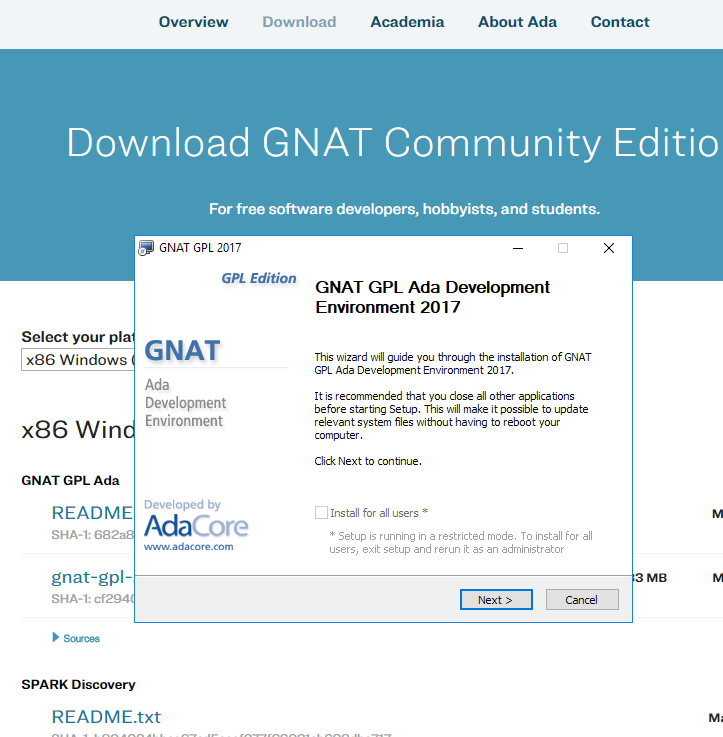 Overview Download Academia About Ada Contact
Download GNAT Community Editio
For free software developers, hobbyists, and students.
GNAT GPL 2017
GPL Edition
GNAT
Ada
Development
Environment
Developed by
AdaCore
www.adacore.com
GNAT GPL Ada Development
Environment 2017
This wizard will guide you through the installation of GNAT
GPL Ada Development Environment 2017.
It is recommended that you close all other applications
before starting Setup. This will make it possible to update
relevant system files without having to reboot your
computer.
Click Next to continue.
Install for all users *
* Setup is running in a restricted mode. To install for all
users, exit setup and rerun it as an administrator
Next > Cancel
Select your plat
x86 Windows (
x86 Wind
GNAT GPL Ada
README
SHA-1: 682a8
gnat-gpl-
SHA-1: cf2940
33 MB
Sources
SPARK Discovery
README.txt